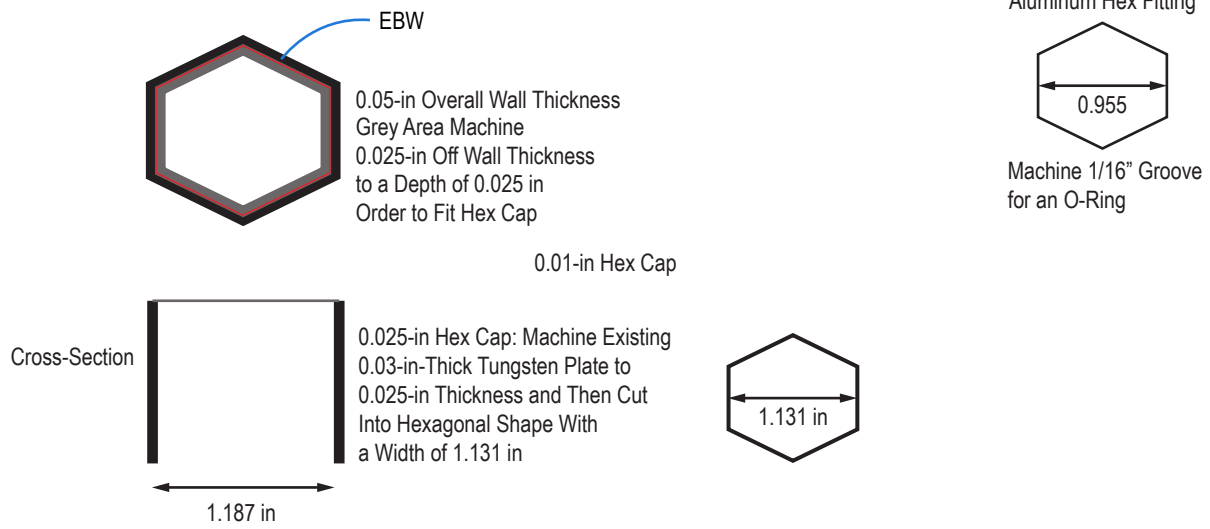 EBW
0.05-in Overall Wall Thickness
Grey Area Machine
0.025-in Off Wall Thickness
to a Depth of 0.025 in
Order to Fit Hex Cap
Aluminum Hex Fitting
0.955
Machine 1/16” Groove
for an O-Ring
0.01-in Hex Cap
Cross-Section
0.025-in Hex Cap: Machine Existing
0.03-in-Thick Tungsten Plate to
0.025-in Thickness and Then Cut
Into Hexagonal Shape With
a Width of 1.131 in
1.131 in
1.187 in